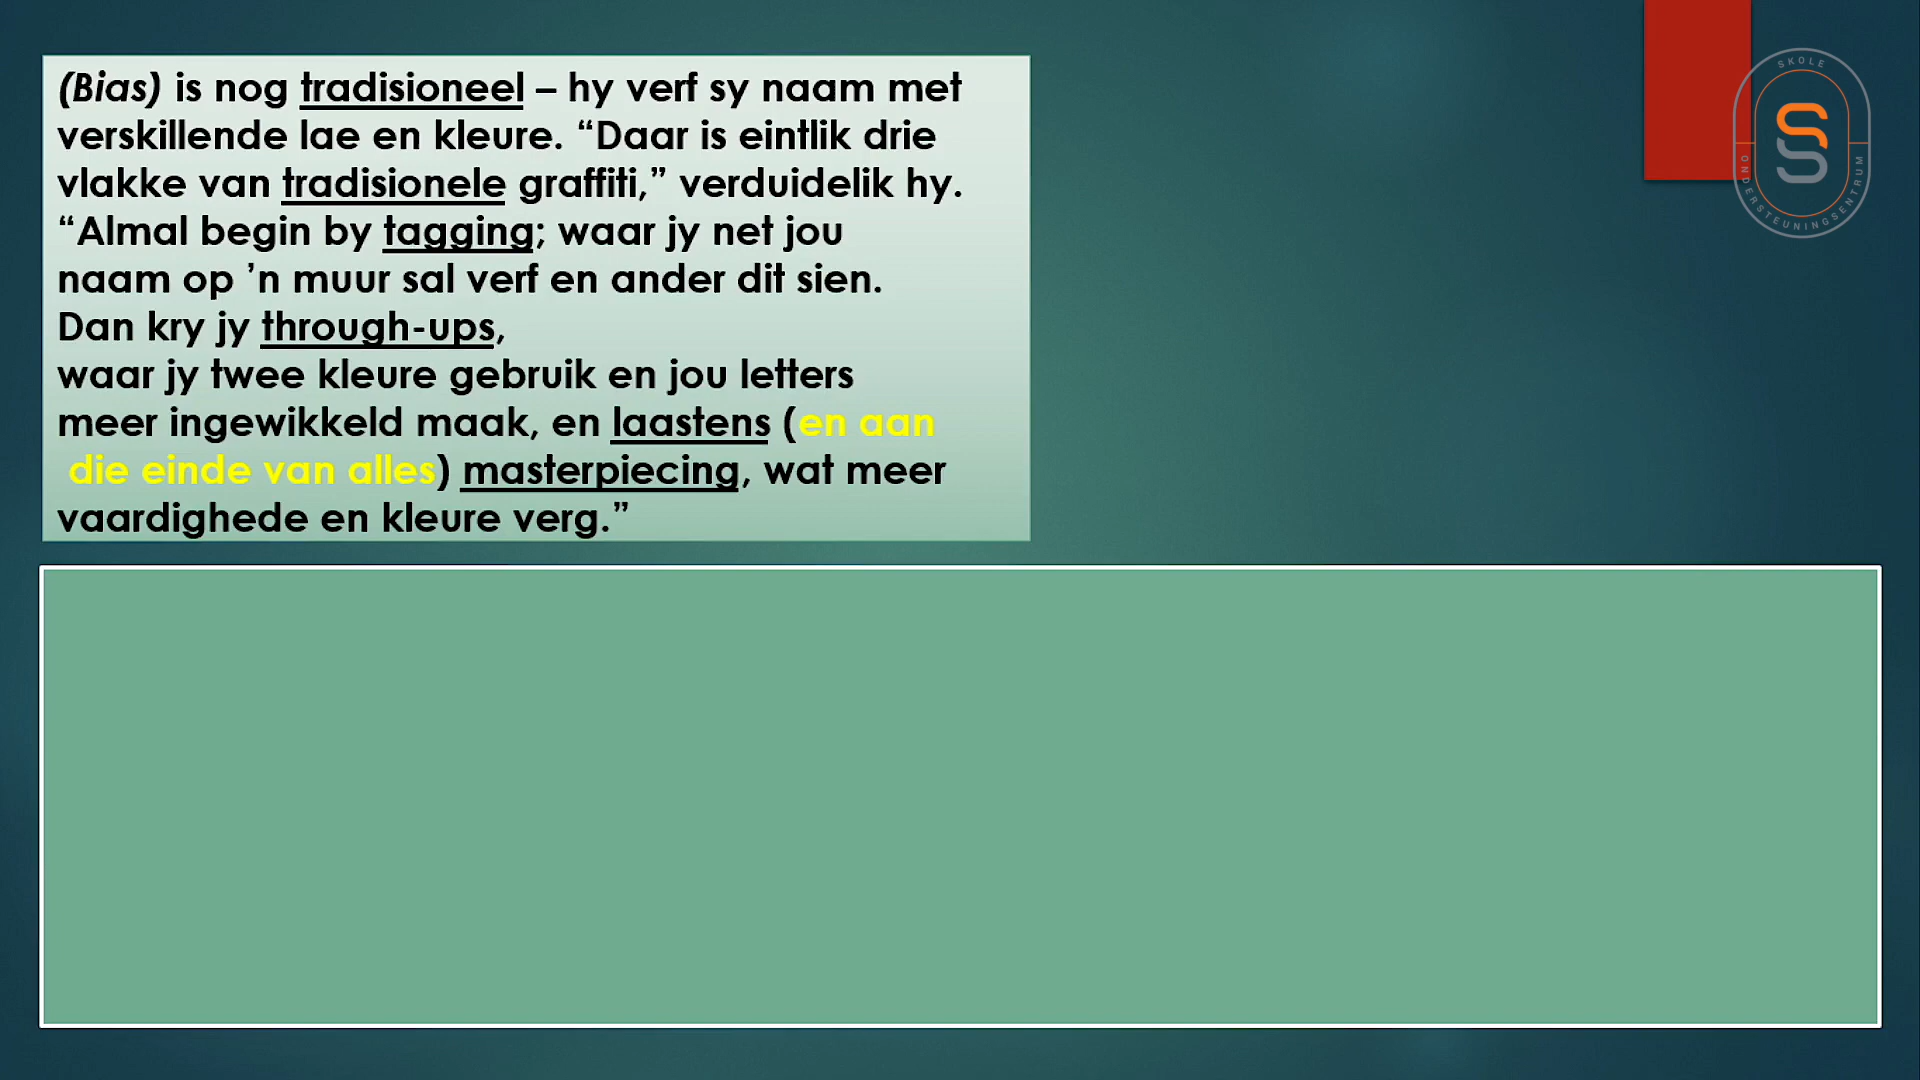 (Bias) is nog tradisioneel – hy verf sy naam met
verskillende lae en kleure. “Daar is eintlik drie
vlakke van tradisionele graffiti,” verduidelik hy.
“Almal begin by tagging; waar jy net jou
naam op ’n muur sal verf en ander dit sien.
Dan kry jy through-ups,
waar jy twee kleure gebruik en jou letters
meer ingewikkeld maak, en laastens (en aan
die einde van alles) masterpiecing, wat meer
vaardighede en kleure verg.”
SKOLE
ONDERSTEUNINGSENTRUM